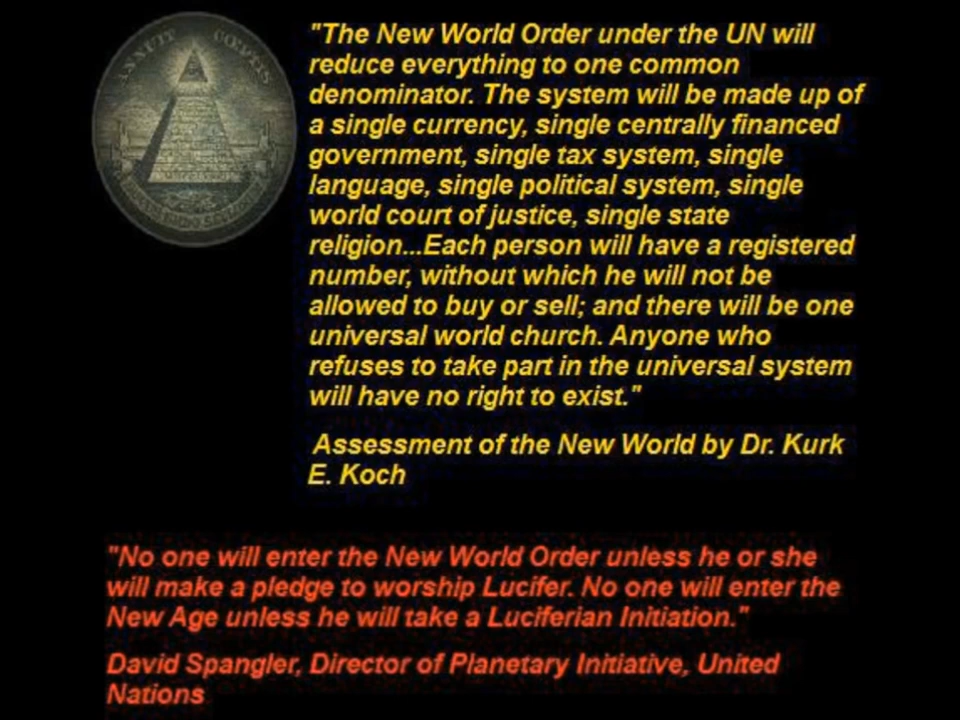 ANNUIT COEPTIS
"The New World Order under the UN will
reduce everything to one common
denominator. The system will be made up of
a single currency, single centrally financed
government, single tax system, single
language, single political system, single
world court of justice, single state
religion...Each person will have a registered
number, without which he will not be
allowed to buy or sell; and there will be one
universal world church. Anyone who
refuses to take part in the universal system
will have no right to exist."
Assessment of the New World by Dr. Kurk
E. Koch
"No one will enter the New World Order unless he or she
will make a pledge to worship Lucifer. No one will enter the
New Age unless he will take a Luciferian Initiation."
David Spangler, Director of Planetary Initiative, United
Nations